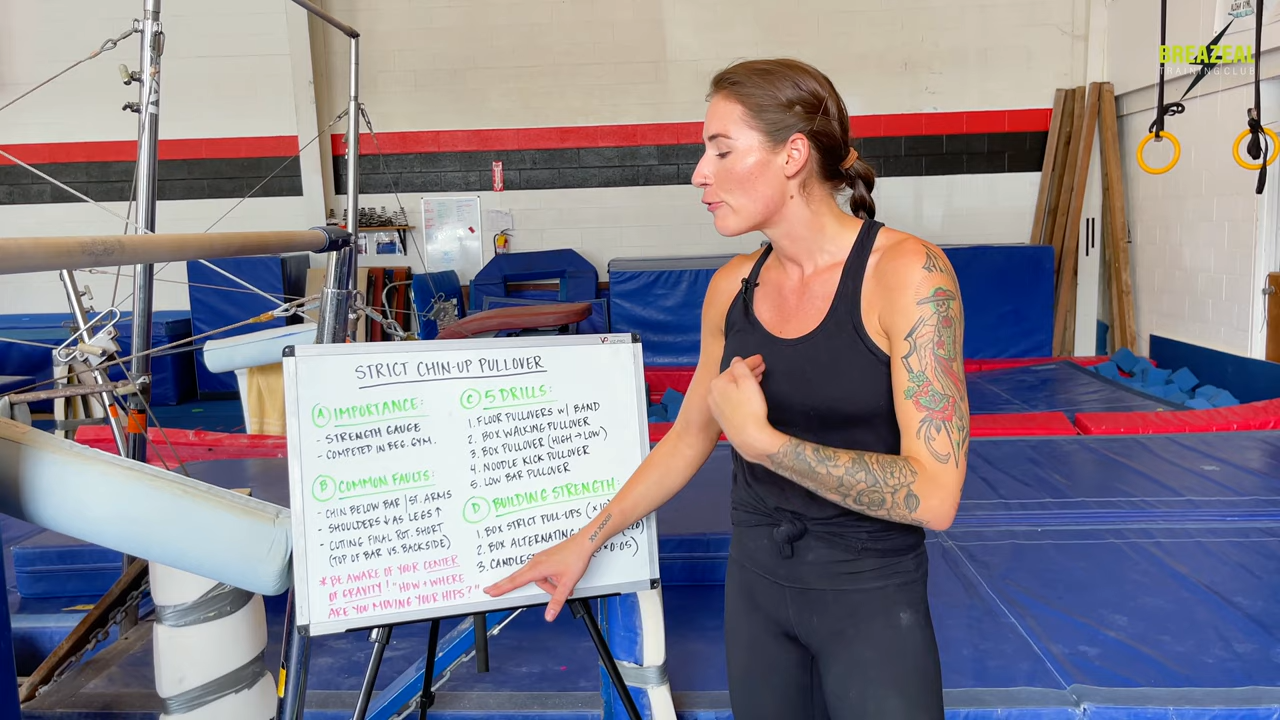 BREAZEAL
TRAINING CLUB
STRICT CHIN-UP PULLOVER
A IMPORTANCE:
- STRENGTH GAUGE
- COMPETED IN BEG. GYM.
B COMMON FAULTS:
- CHIN BELOW BAR / ST. ARMS
- SHOULDERS ↓ AS LEGS ↑
- CUTTING FINAL ROT. SHORT
(TOP OF BAR VS. BACKSIDE)
* BE AWARE OF YOUR CENTER
OF GRAVITY! "HOW + WHERE
ARE YOU MOVING YOUR HIPS?"
C 5 DRILLS:
1. FLOOR PULLOVERS W/ BAND
2. BOX WALKING PULLOVER
3. BOX PULLOVER (HIGH → LOW)
4. NOODLE KICK PULLOVER
5. LOW BAR PULLOVER
D BUILDING STRENGTH:
1. BOX STRICT PULL-UPS
2. BOX ALTERNATING
3. 0:05)